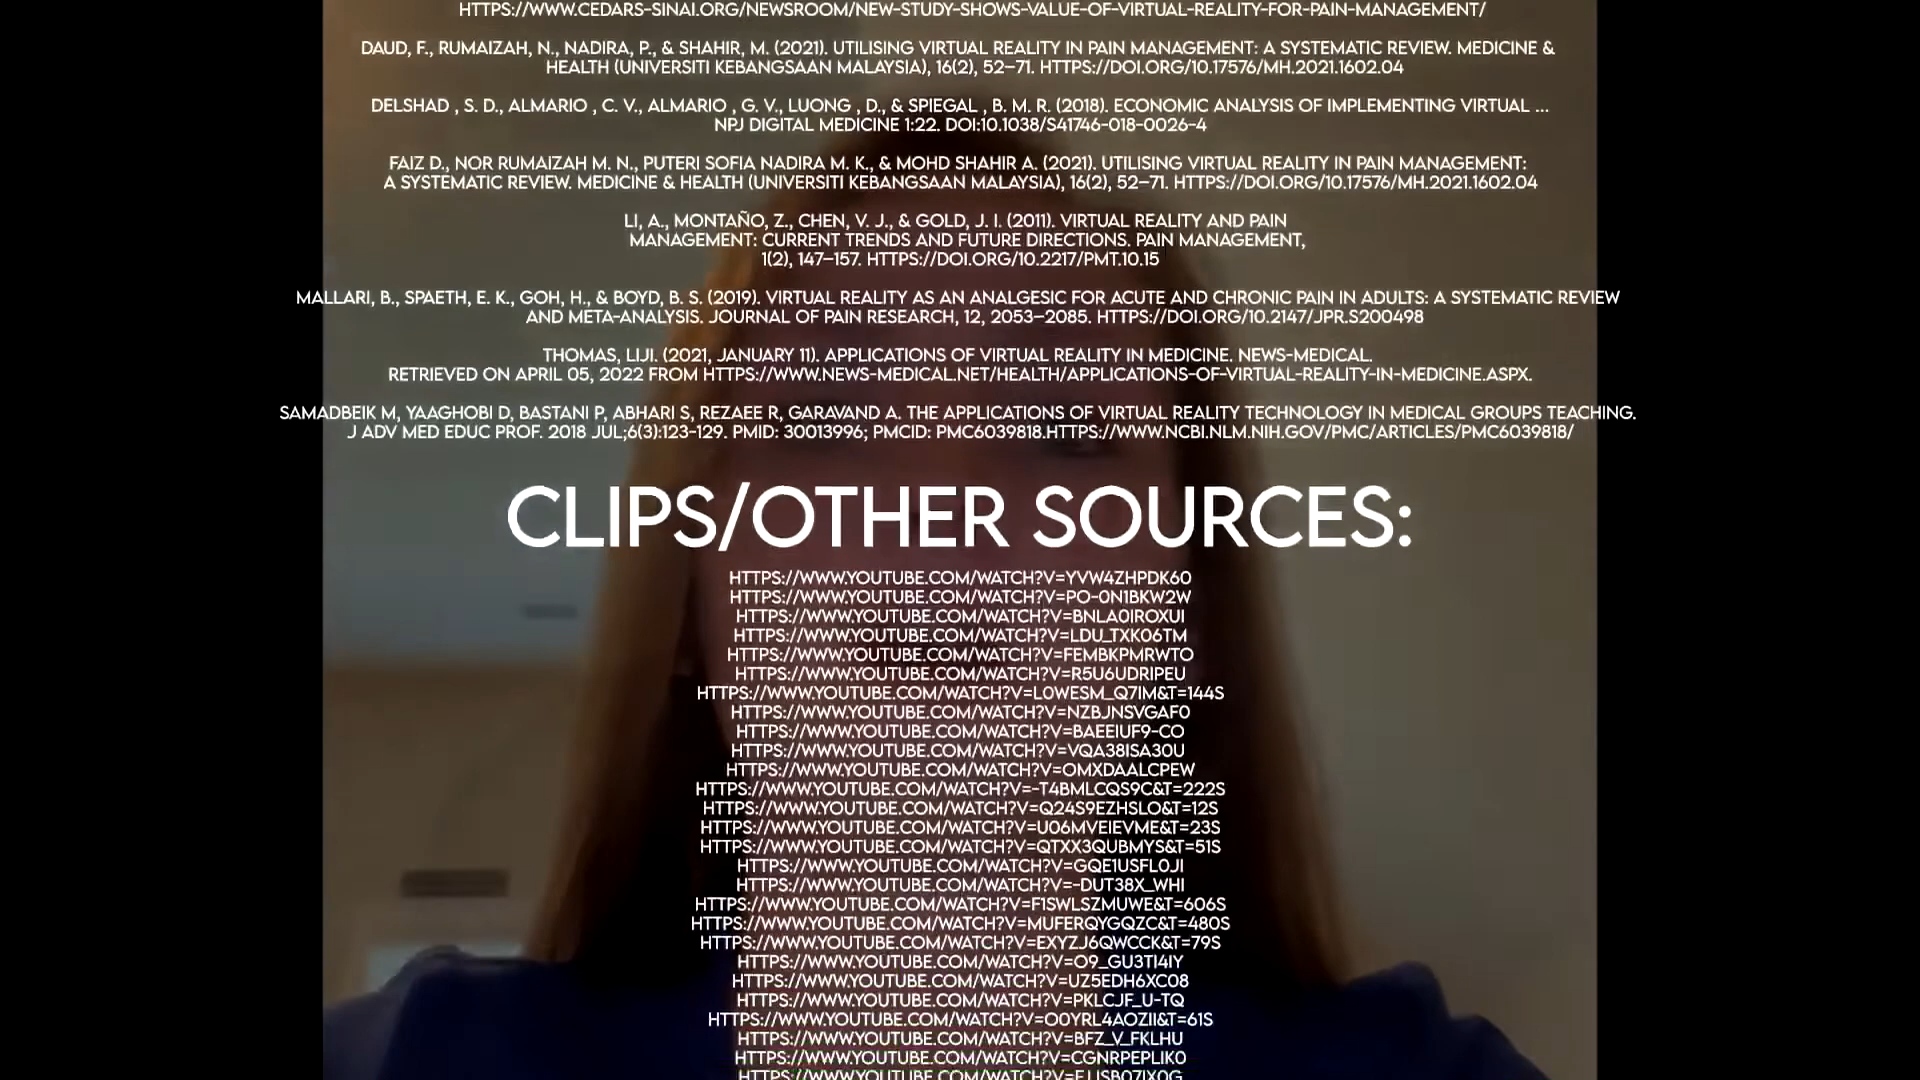 HTTPS://WWW.CEDARS-SINAI.ORG/NEWSROOM/NEW-STUDY-SHOWS-VALUE-OF-VIRTUAL-REALITY-FOR-PAIN-MANAGEMENT/
DAUD, F., RUMAIZAH, N., NADIRA, P., & SHAHIR, M. (2021). UTILISING VIRTUAL REALITY IN PAIN MANAGEMENT: A SYSTEMATIC REVIEW. MEDICINE &
HEALTH (UNIVERSITI KEBANGSAAN MALAYSIA), 16(2), 52–71. HTTPS://DOI.ORG/10.17576/MH.2021.1602.04
DELSHAD , S. D., ALMARIO , C. V., ALMARIO , G. V., LUONG , D., & SPIEGAL , B. M. R. (2018). ECONOMIC ANALYSIS OF IMPLEMENTING VIRTUAL ...
NPJ DIGITAL MEDICINE 1:22. DOI:10.1038/S41746-018-0026-4
FAIZ D., NOR RUMAIZAH M. N., PUTERI SOFIA NADIRA M. K., & MOHD SHAHIR A. (2021). UTILISING VIRTUAL REALITY IN PAIN MANAGEMENT:
A SYSTEMATIC REVIEW. MEDICINE & HEALTH (UNIVERSITI KEBANGSAAN MALAYSIA), 16(2), 52–71. HTTPS://DOI.ORG/10.17576/MH.2021.1602.04
LI, A., MONTAÑO, Z., CHEN, V. J., & GOLD, J. I. (2011). VIRTUAL REALITY AND PAIN
MANAGEMENT: CURRENT TRENDS AND FUTURE DIRECTIONS. PAIN MANAGEMENT,
1(2), 147–157. HTTPS://DOI.ORG/10.2217/PMT.10.15
MALLARI, B., SPAETH, E. K., GOH, H., & BOYD, B. S. (2019). VIRTUAL REALITY AS AN ANALGESIC FOR ACUTE AND CHRONIC PAIN IN ADULTS: A SYSTEMATIC REVIEW
AND META-ANALYSIS. JOURNAL OF PAIN RESEARCH, 12, 2053–2085. HTTPS://DOI.ORG/10.2147/JPR.S200498
THOMAS, LIJI. (2021, JANUARY 11). APPLICATIONS OF VIRTUAL REALITY IN MEDICINE. NEWS-MEDICAL.
RETRIEVED ON APRIL 05, 2022 FROM HTTPS://WWW.NEWS-MEDICAL.NET/HEALTH/APPLICATIONS-OF-VIRTUAL-REALITY-IN-MEDICINE.ASPX.
SAMADBEIK M, YAAGHOBI D, BASTANI P, ABHARI S, REZAEE R, GARAVAND A. THE APPLICATIONS OF VIRTUAL REALITY TECHNOLOGY IN MEDICAL GROUPS TEACHING.
J ADV MED EDUC PROF. 2018 JUL;6(3):123-129. PMID: 30013996; PMCID: PMC6039818.HTTPS://WWW.NCBI.NLM.NIH.GOV/PMC/ARTICLES/PMC6039818/
CLIPS/OTHER SOURCES:
HTTPS://WWW.YOUTUBE.COM/WATCH?V=YVW4ZHPDK60
HTTPS://WWW.YOUTUBE.COM/WATCH?V=PO-0N1BKW2W
HTTPS://WWW.YOUTUBE.COM/WATCH?V=BNLA0IROXUI
HTTPS://WWW.YOUTUBE.COM/WATCH?V=LDU_TXK06TM
HTTPS://WWW.YOUTUBE.COM/WATCH?V=FEMBKPMRWTO
HTTPS://WWW.YOUTUBE.COM/WATCH?V=R5U6UDRIPEU
HTTPS://WWW.YOUTUBE.COM/WATCH?V=L0WESM_Q7IM&T=144S
HTTPS://WWW.YOUTUBE.COM/WATCH?V=NZBJNSVGAF0
HTTPS://WWW.YOUTUBE.COM/WATCH?V=BAEEIUF9-CO
HTTPS://WWW.YOUTUBE.COM/WATCH?V=VQA38ISA30U
HTTPS://WWW.YOUTUBE.COM/WATCH?V=OMXDAALCPEW
HTTPS://WWW.YOUTUBE.COM/WATCH?V=-T4BMLCQS9C&T=222S
HTTPS://WWW.YOUTUBE.COM/WATCH?V=Q24S9EZHSLO&T=12S
HTTPS://WWW.YOUTUBE.COM/WATCH?V=U06MVEIEVME&T=23S
HTTPS://WWW.YOUTUBE.COM/WATCH?V=QTXX3QUBMYS&T=51S
HTTPS://WWW.YOUTUBE.COM/WATCH?V=GQE1USFL0JI
HTTPS://WWW.YOUTUBE.COM/WATCH?V=-DUT38X_WHI
HTTPS://WWW.YOUTUBE.COM/WATCH?V=F1SWLSZMUWE&T=606S
HTTPS://WWW.YOUTUBE.COM/WATCH?V=MUFERQYGQZC&T=480S
HTTPS://WWW.YOUTUBE.COM/WATCH?V=EXYZJ6QWCCK&T=79S
HTTPS://WWW.YOUTUBE.COM/WATCH?V=O9_GU3TI4IY
HTTPS://WWW.YOUTUBE.COM/WATCH?V=UZ5EDH6XC08
HTTPS://WWW.YOUTUBE.COM/WATCH?V=PKLCJF_U-TQ
HTTPS://WWW.YOUTUBE.COM/WATCH?V=O0YRL4AOZII&T=61S
HTTPS://WWW.YOUTUBE.COM/WATCH?V=BFZ_V_FKLHU
HTTPS://WWW.YOUTUBE.COM/WATCH?V=CGNRPEPLIK0